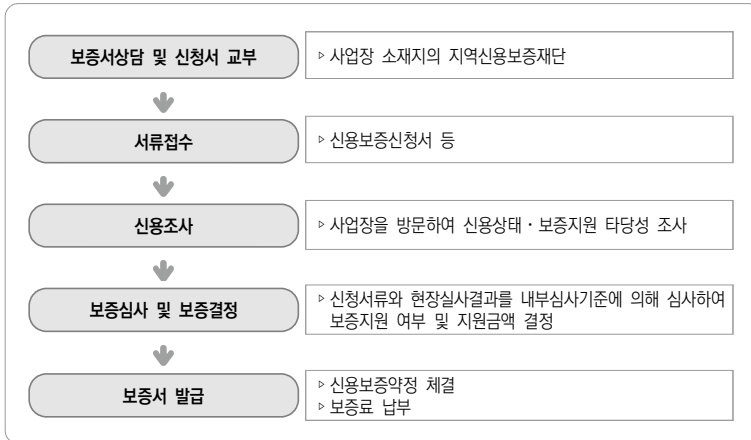 보증서상담 및 신청서 교부
▹ 사업장 소재지의 지역신용보증재단
서류접수
▹ 신용보증신청서 등
신용조사
▹ 사업장을 방문하여 신용상태・보증지원 타당성 조사
보증심사 및 보증결정
▹ 신청서류와 현장실사결과를 내부심사기준에 의해 심사하여
보증지원 여부 및 지원금액 결정
보증서 발급
▹ 신용보증약정 체결
▹ 보증료 납부